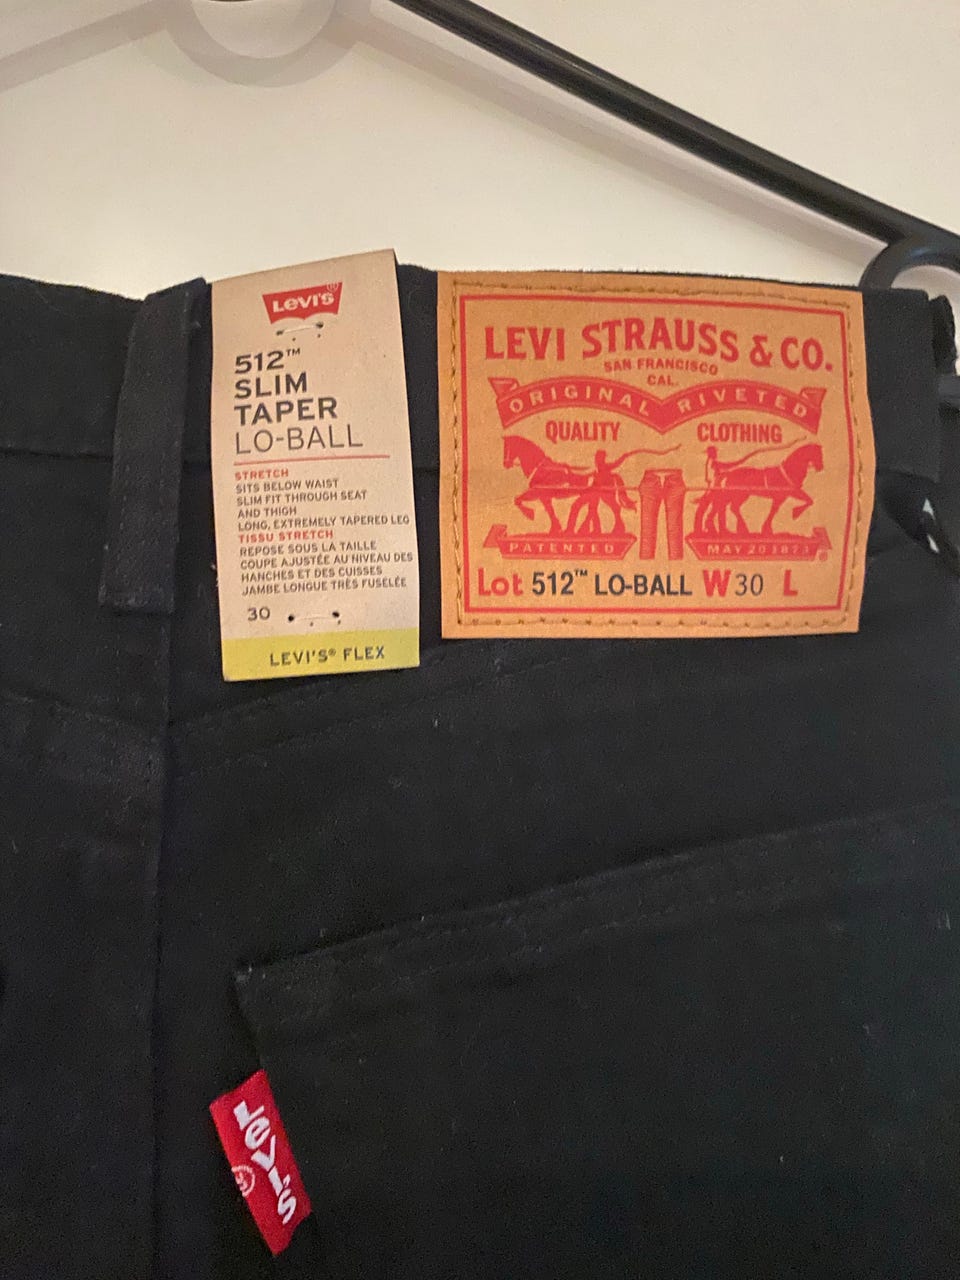 LEVI'S®
512™
SLIM
TAPER
LO-BALL
STRETCH
SITS BELOW WAIST
SLIM FIT THROUGH SEAT
AND THIGH
LONG, EXTREMELY TAPERED LEG
TISSU STRETCH
REPOSE SOUS LA TAILLE
COUPE AJUSTÉE AU NIVEAU DES
HANCHES ET DES CUISSES
JAMBE LONGUE TRÈS FUSELÉE
30
LEVI'S® FLEX
LEVI STRAUSS & CO.
SAN FRANCISCO
CAL.
ORIGINAL RIVETED
QUALITY CLOTHING
PATENTED MAY 20 1873 ®
Lot 512™ LO-BALL W 30 L
Levi's